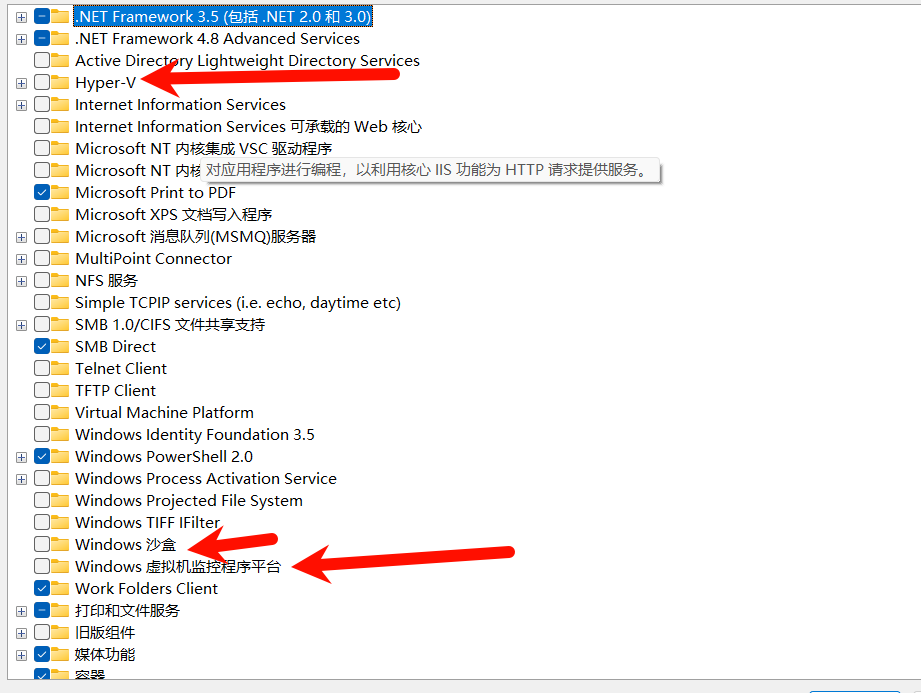 .NET Framework 3.5 (包括 .NET 2.0 和 3.0)
.NET Framework 4.8 Advanced Services
Active Directory Lightweight Directory Services
Hyper-V
Internet Information Services
Internet Information Services 可承载的 Web 核心
Microsoft NT 内核集成 VSC 驱动程序
Microsoft NT 内核
对应用程序进行编程，以利用核心 IIS 功能为 HTTP 请求提供服务。
Microsoft Print to PDF
Microsoft XPS 文档写入程序
Microsoft 消息队列(MSMQ)服务器
MultiPoint Connector
NFS 服务
Simple TCPIP services (i.e. echo, daytime etc)
SMB 1.0/CIFS 文件共享支持
SMB Direct
Telnet Client
TFTP Client
Virtual Machine Platform
Windows Identity Foundation 3.5
Windows PowerShell 2.0
Windows Process Activation Service
Windows Projected File System
Windows TIFF IFilter
Windows 沙盒
Windows 虚拟机监控程序平台
Work Folders Client
打印和文件服务
旧版组件
媒体功能
容器